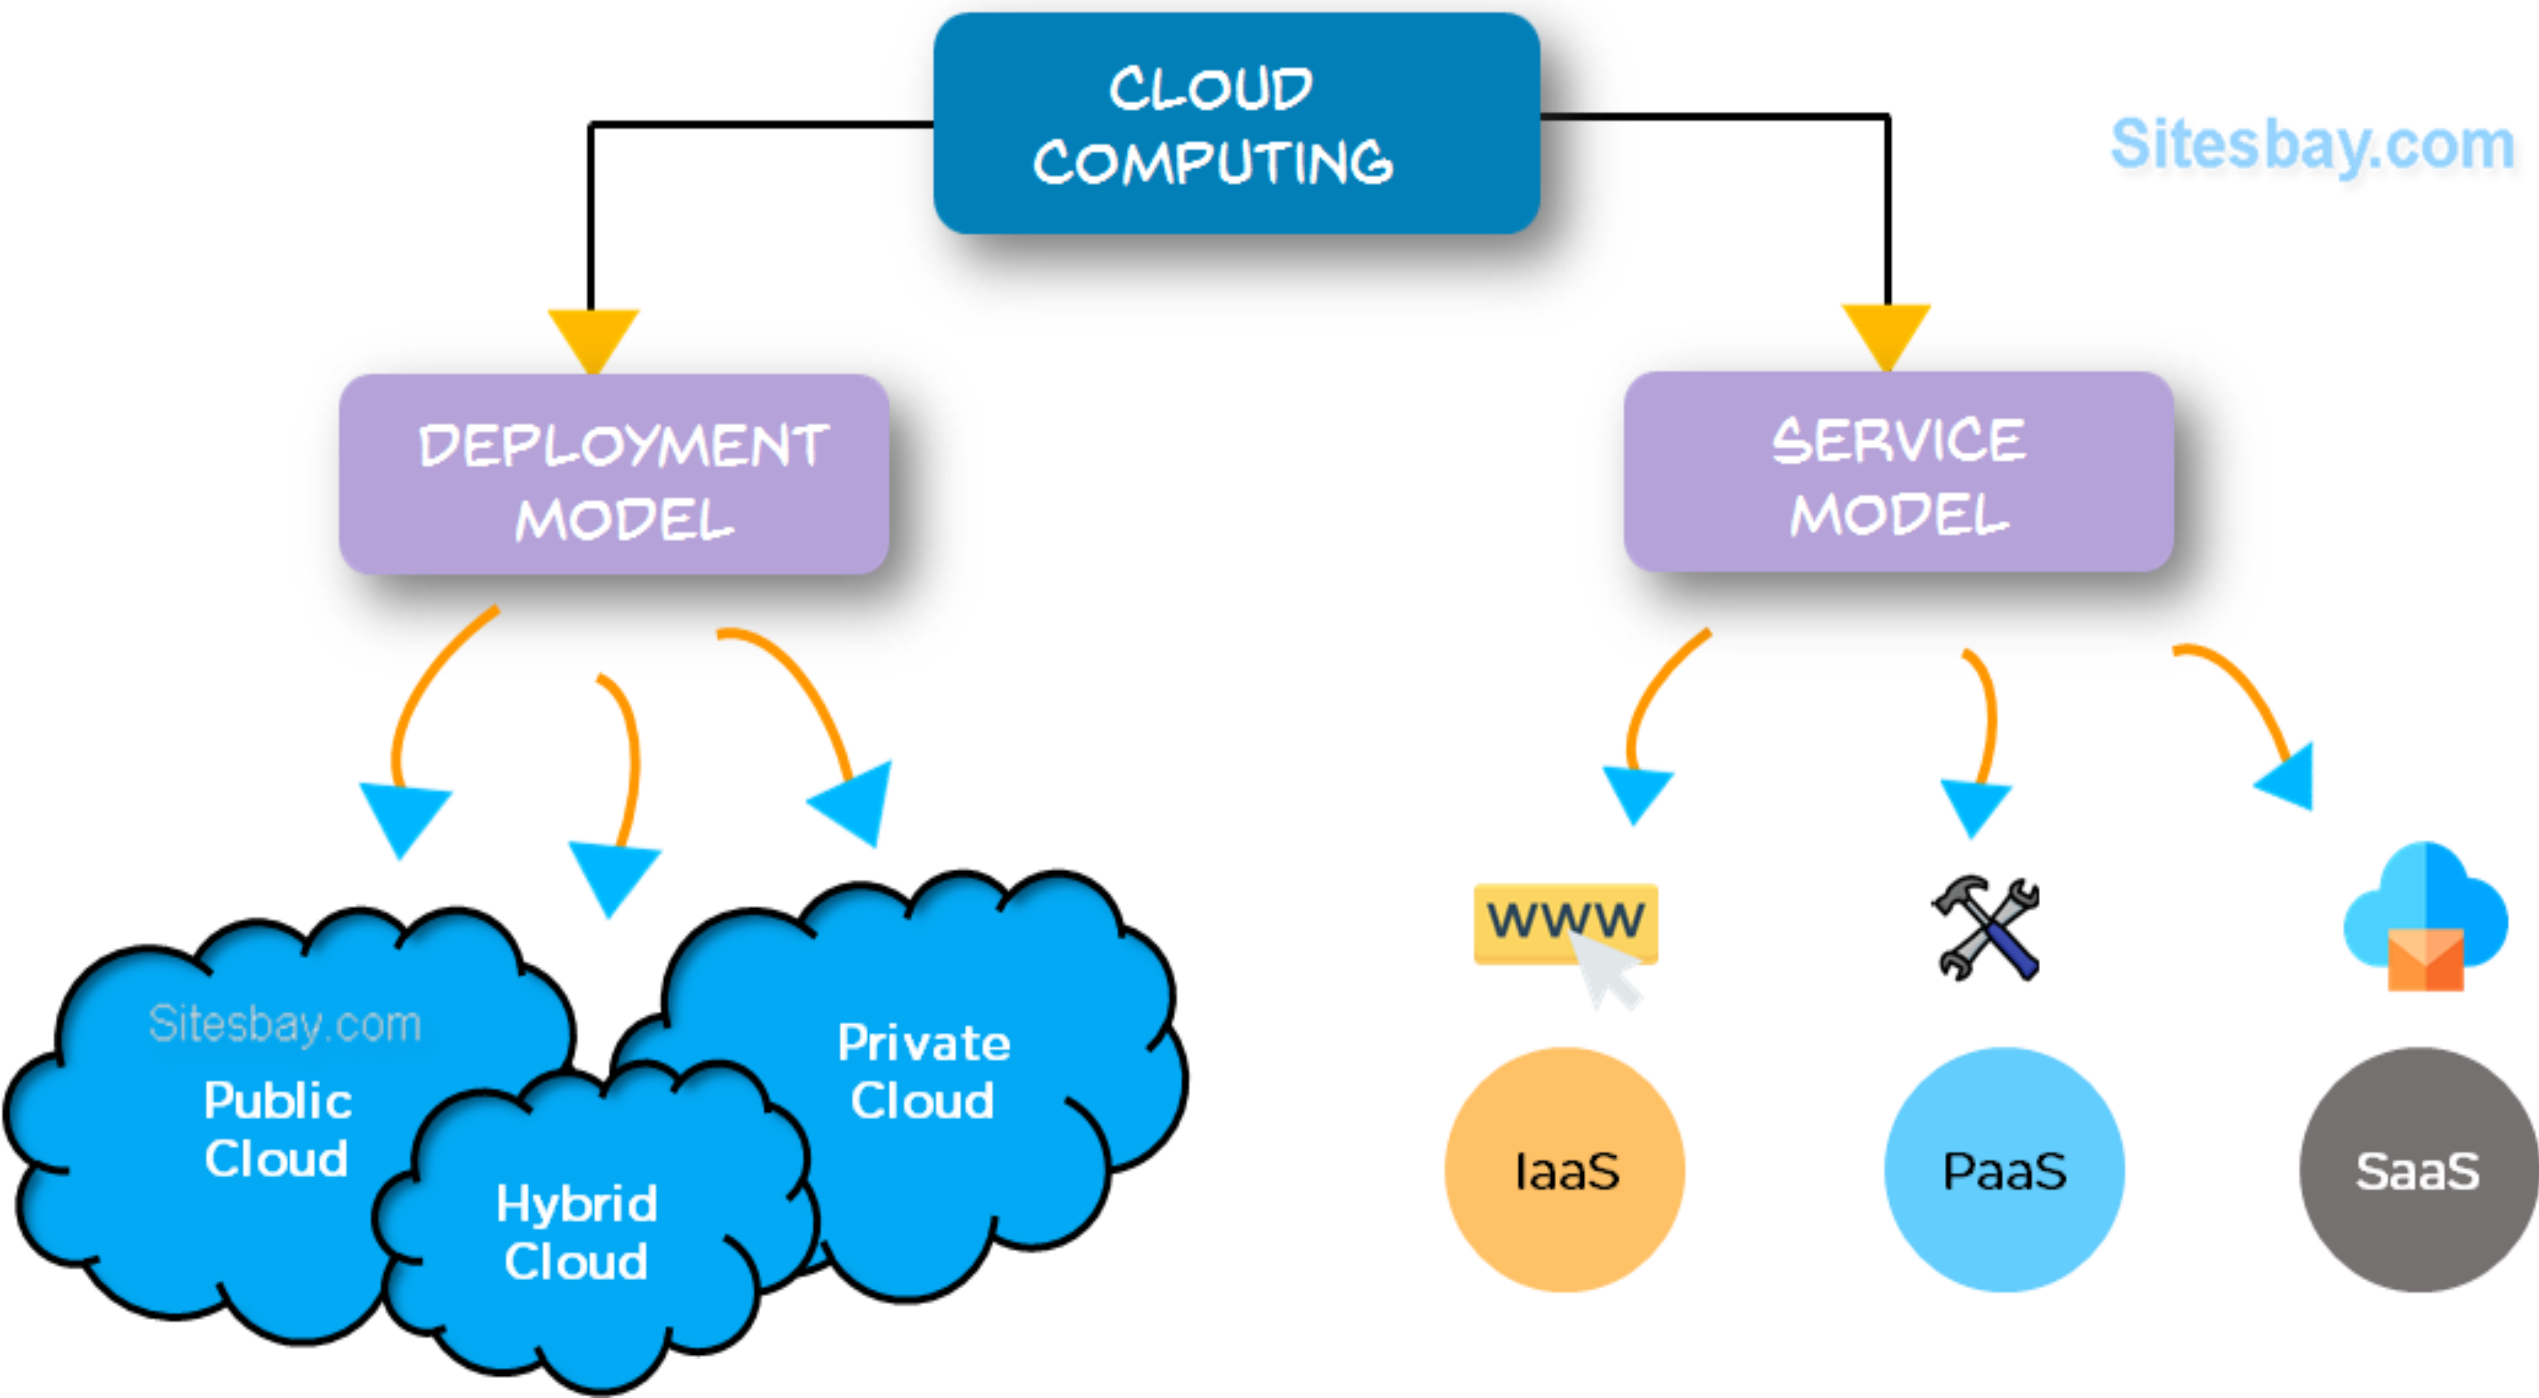 CLOUD
COMPUTING
Sitesbay.com
DEPLOYMENT
MODEL
SERVICE
MODEL
Sitesbay.com
Public
Cloud
Hybrid
Cloud
Private
Cloud
www
IaaS
PaaS
SaaS